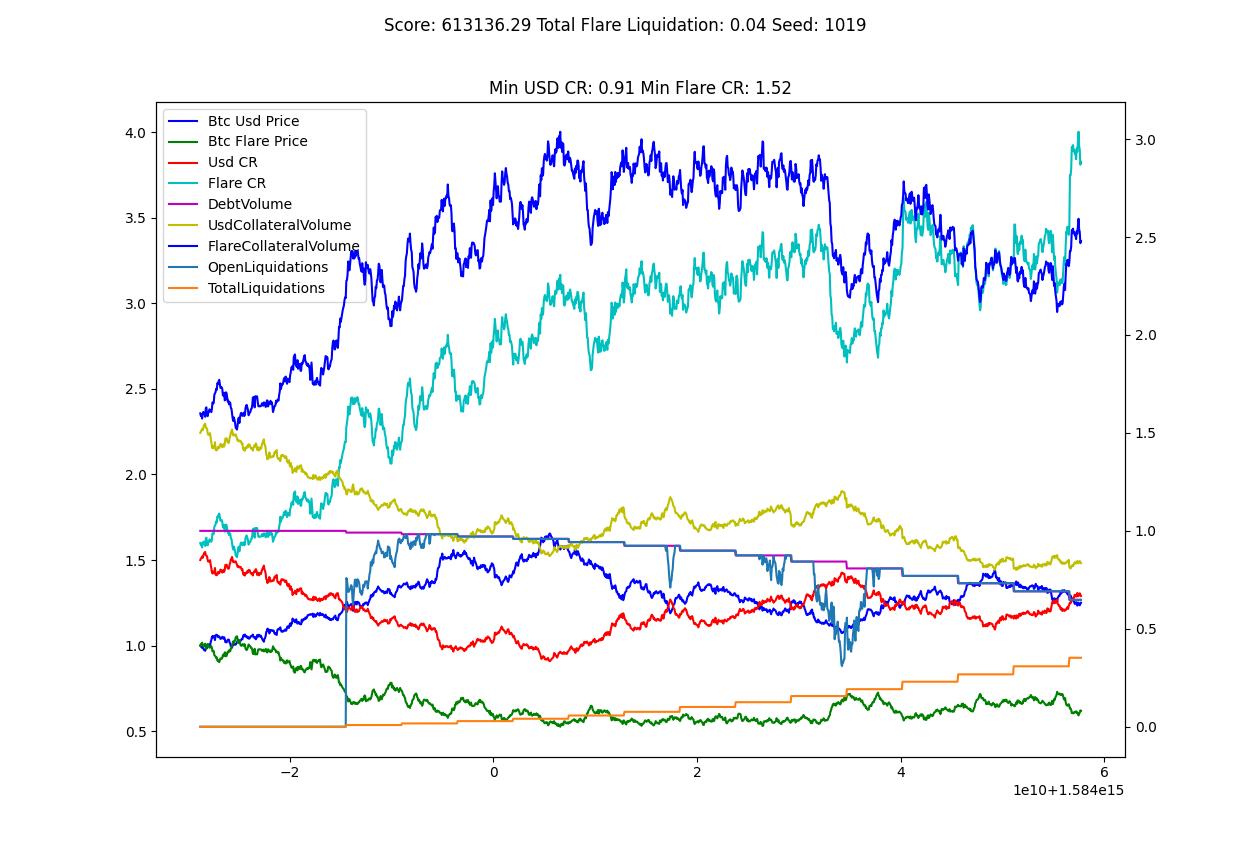 Score: 613136.29 Total Flare Liquidation: 0.04 Seed: 1019
Min USD CR: 0.91 Min Flare CR: 1.52
Btc Usd Price
Btc Flare Price
Usd CR
Flare CR
DebtVolume
UsdCollateralVolume
FlareCollateralVolume
OpenLiquidations
TotalLiquidations
4.0
3.5
3.0
2.5
2.0
1.5
1.0
0.5
3.0
2.5
2.0
1.5
1.0
0.5
0.0
−2 0 2 4 6
1e10+1.584e15